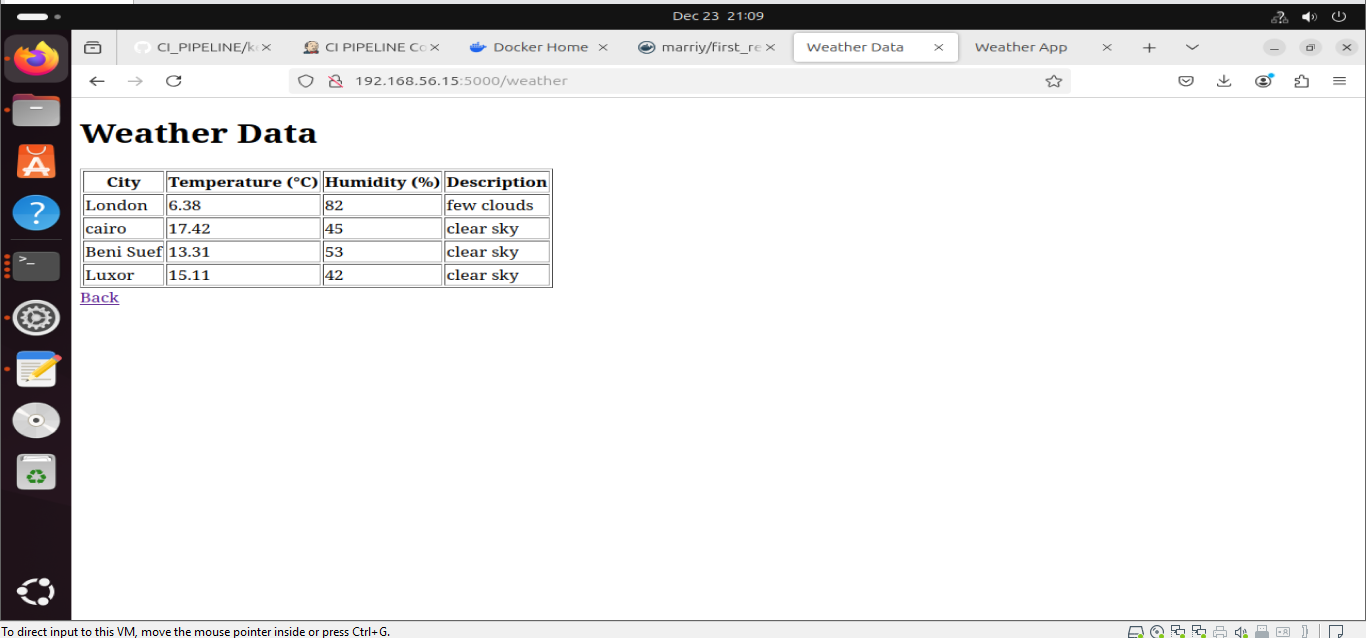 Dec 23 21:09
CI_PIPELINE/k
CI PIPELINE Co
Docker Home
marriy/first_re
Weather Data
Weather App
192.168.56.15:5000/weather
Weather Data
City Temperature (°C) Humidity (%) Description
London 6.38 82 few clouds
cairo 17.42 45 clear sky
Beni Suef 13.31 53 clear sky
Luxor 15.11 42 clear sky
Back
To direct input to this VM, move the mouse pointer inside or press Ctrl+G.